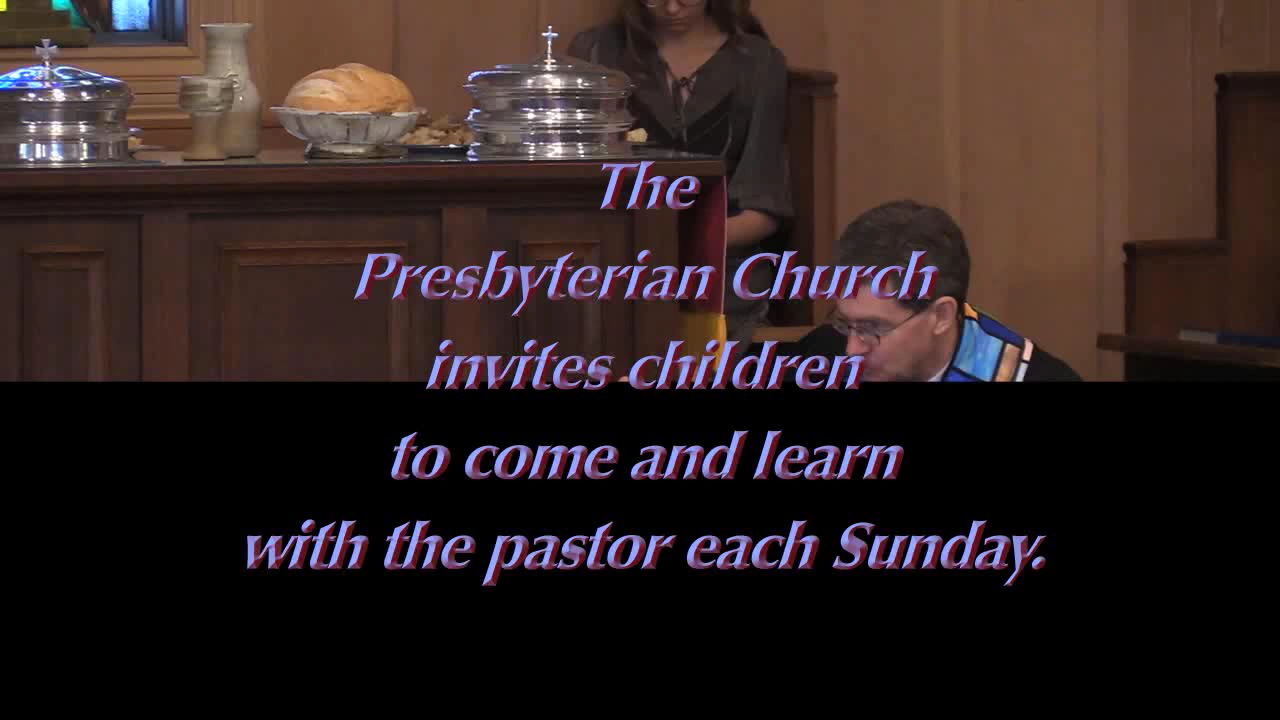 The
Presbyterian Church
invites children
to come and learn
with the pastor each Sunday.